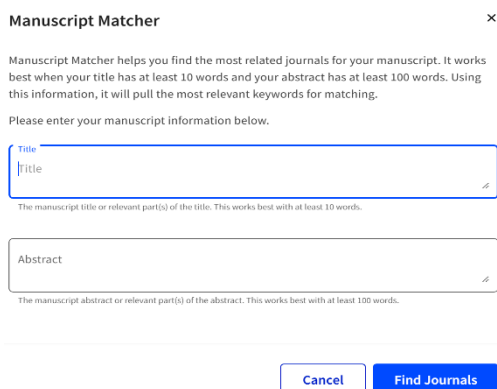 Manuscript Matcher ×
Manuscript Matcher helps you find the most related journals for your manuscript. It works
best when your title has at least 10 words and your abstract has at least 100 words. Using
this information, it will pull the most relevant keywords for matching.
Please enter your manuscript information below.
Title
Title
The manuscript title or relevant part(s) of the title. This works best with at least 10 words.
Abstract
The manuscript abstract or relevant part(s) of the abstract. This works best with at least 100 words.
Cancel Find Journals